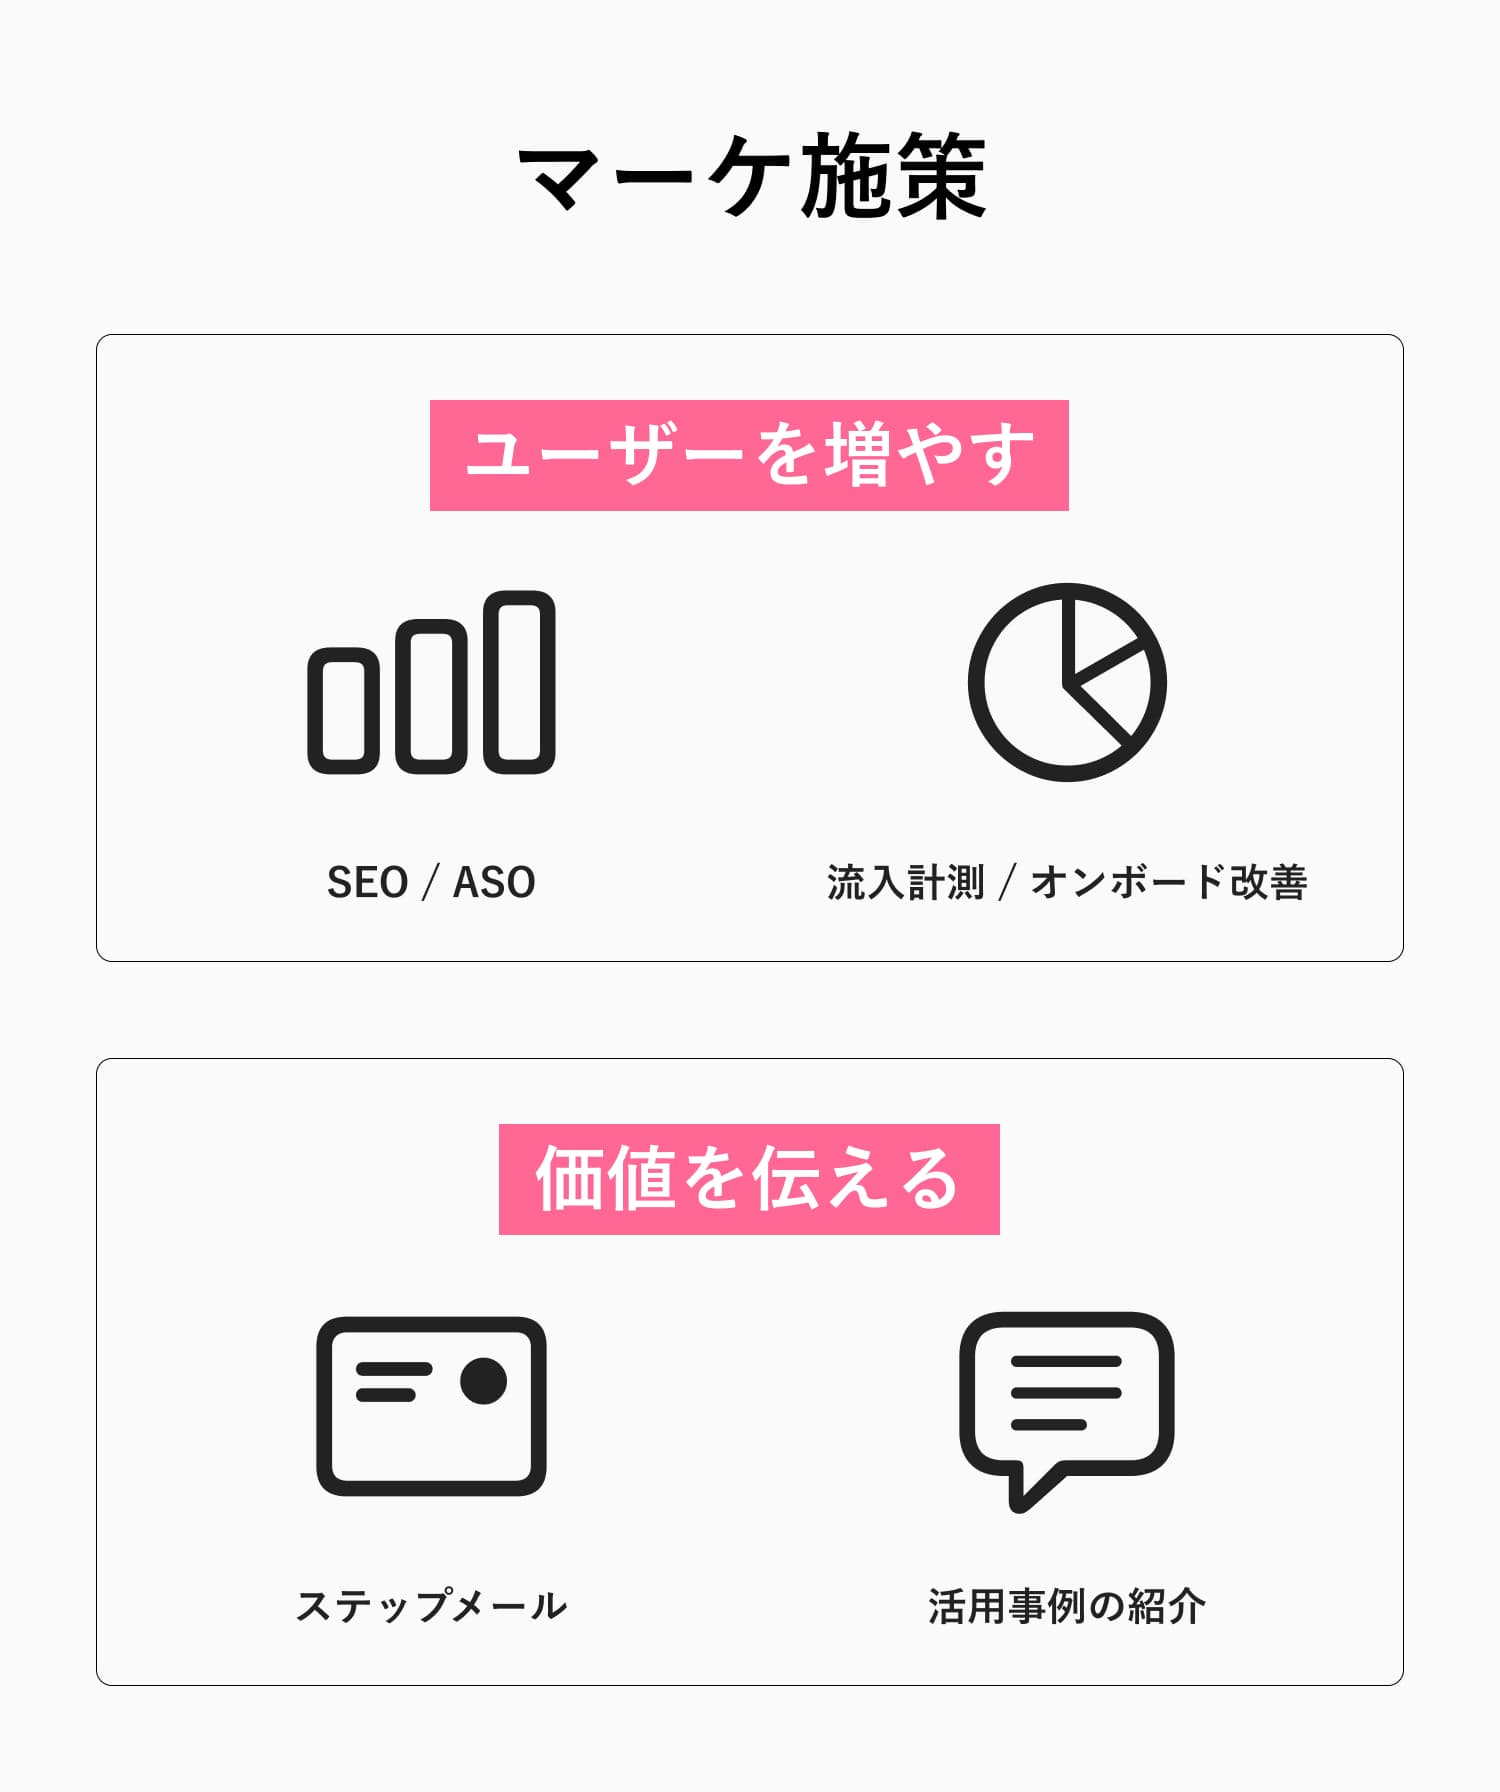 マーケ施策
ユーザーを増やす
SEO / ASO
流入計測 / オンボード改善
価値を伝える
ステップメール
活用事例の紹介